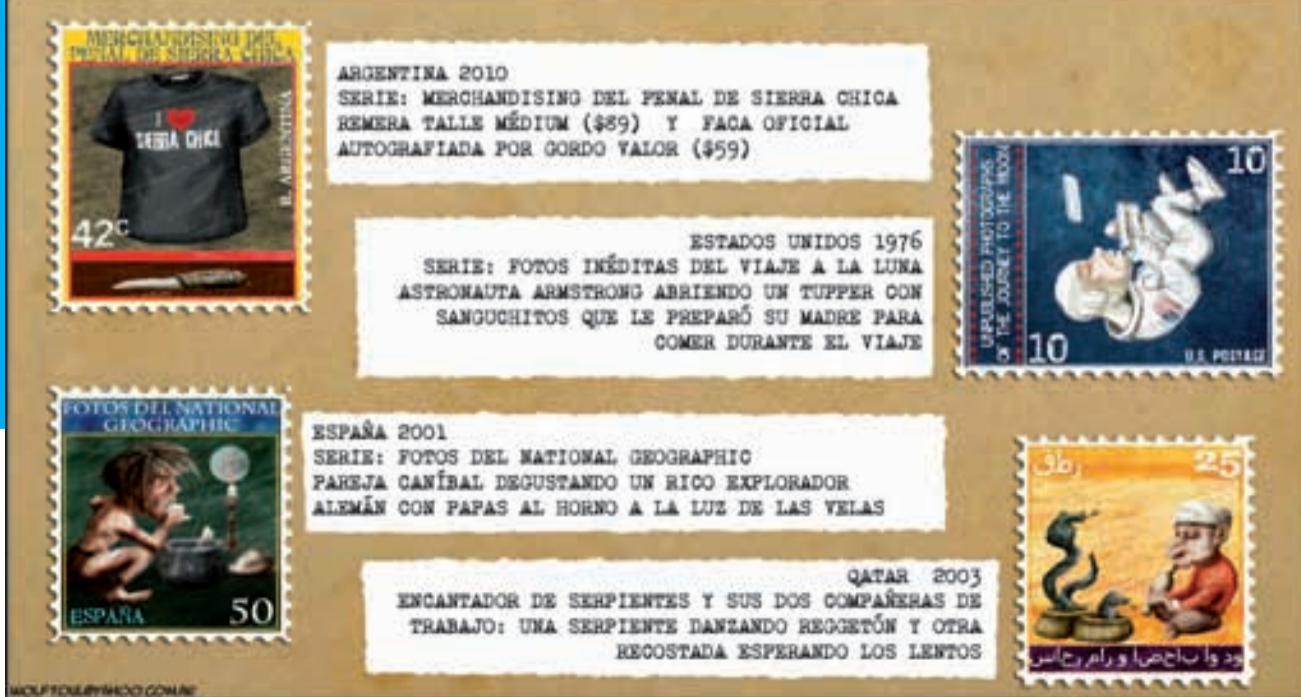 MERCHANDISING DEL
PENAL DE SIERRA CHICA
I
SIERRA CHICA
R. ARGENTINA
42c
ARGENTINA 2010
SERIE: MERCHANDISING DEL PENAL DE SIERRA CHICA
REMERA TALLE MÉDIUM ($89) Y FACA OFICIAL
AUTOGRAFIADA POR GORDO VALOR ($59)
10
UNPUBLISHED PHOTOGRAPHS
OF THE JOURNEY TO THE MOON
10
U.S. POSTAGE
ESTADOS UNIDOS 1976
SERIE: FOTOS INÉDITAS DEL VIAJE A LA LUNA
ASTRONAUTA ARMSTRONG ABRIENDO UN TUPPER CON
SANGUCHITOS QUE LE PREPARÓ SU MADRE PARA
COMER DURANTE EL VIAJE
FOTOS DEL NATIONAL
GEOGRAPHIC
ESPAÑA
50
ESPAÑA 2001
SERIE: FOTOS DEL NATIONAL GEOGRAPHIC
PAREJA CANÍBAL DEGUSTANDO UN RICO EXPLORADOR
ALEMÁN CON PAPAS AL HORNO A LA LUZ DE LAS VELAS
25
QATAR 2003
ENCANTADOR DE SERPIENTES Y SUS DOS COMPAÑERAS DE
TRABAJO: UNA SERPIENTE DANZANDO REGGETÓN Y OTRA
RECOSTADA ESPERANDO LOS LENTOS